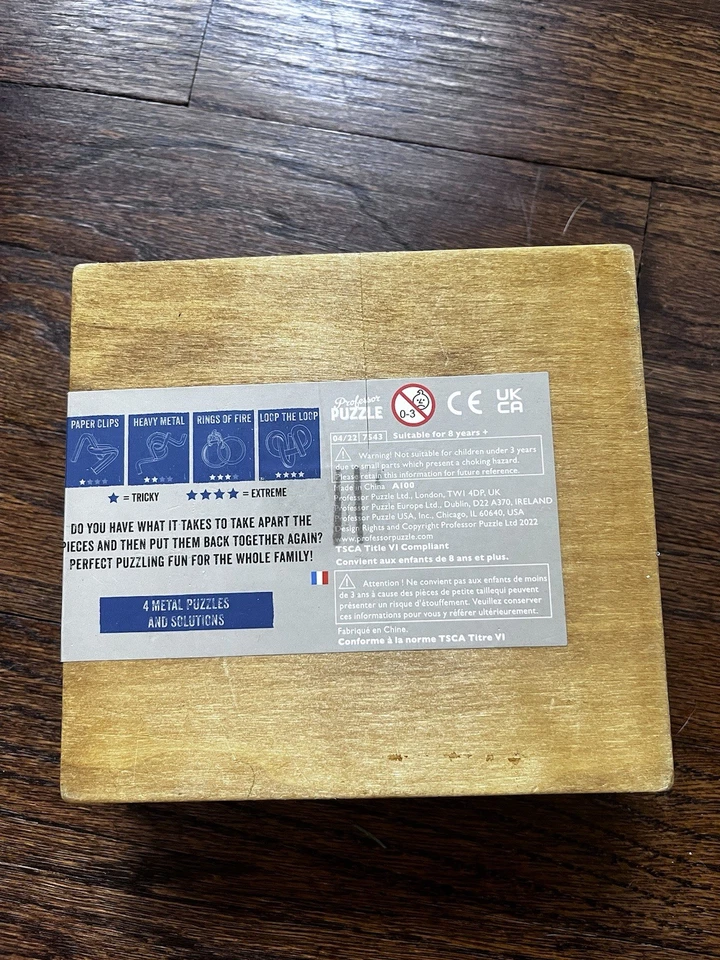 PAPER CLIPS
HEAVY METAL
RINGS OF FIRE
LOOP THE LOOP
= TRICKY
= EXTREME
DO YOU HAVE WHAT IT TAKES TO TAKE APART THE
PIECES AND THEN PUT THEM BACK TOGETHER AGAIN?
PERFECT PUZZLING FUN FOR THE WHOLE FAMILY!
4 METAL PUZZLES
AND SOLUTIONS
Professor
PUZZLE
0-3
CE
UK
CA
04/22 7543 Suitable for 8 years +
Warning! Not suitable for children under 3 years
due to small parts which present a choking hazard.
Please retain this information for future reference.
Made in China A100
Professor Puzzle Ltd., London, TW1 4DP, UK
Professor Puzzle Europe Ltd., Dublin, D22 A370, IRELAND
Professor Puzzle USA, Inc., Chicago, IL 60640, USA
Design Rights and Copyright Professor Puzzle Ltd 2022
www.professorpuzzle.com
TSCA Title VI Compliant
Convient aux enfants de 8 ans et plus.
Attention ! Ne convient pas aux enfants de moins
de 3 ans à cause des pièces de petite taillequi peuvent
présenter un risque d'étouffement. Veuillez conserver
ces informations pour vous y référer ultérieurement.
Fabriqué en Chine.
Conforme à la norme TSCA Titre VI